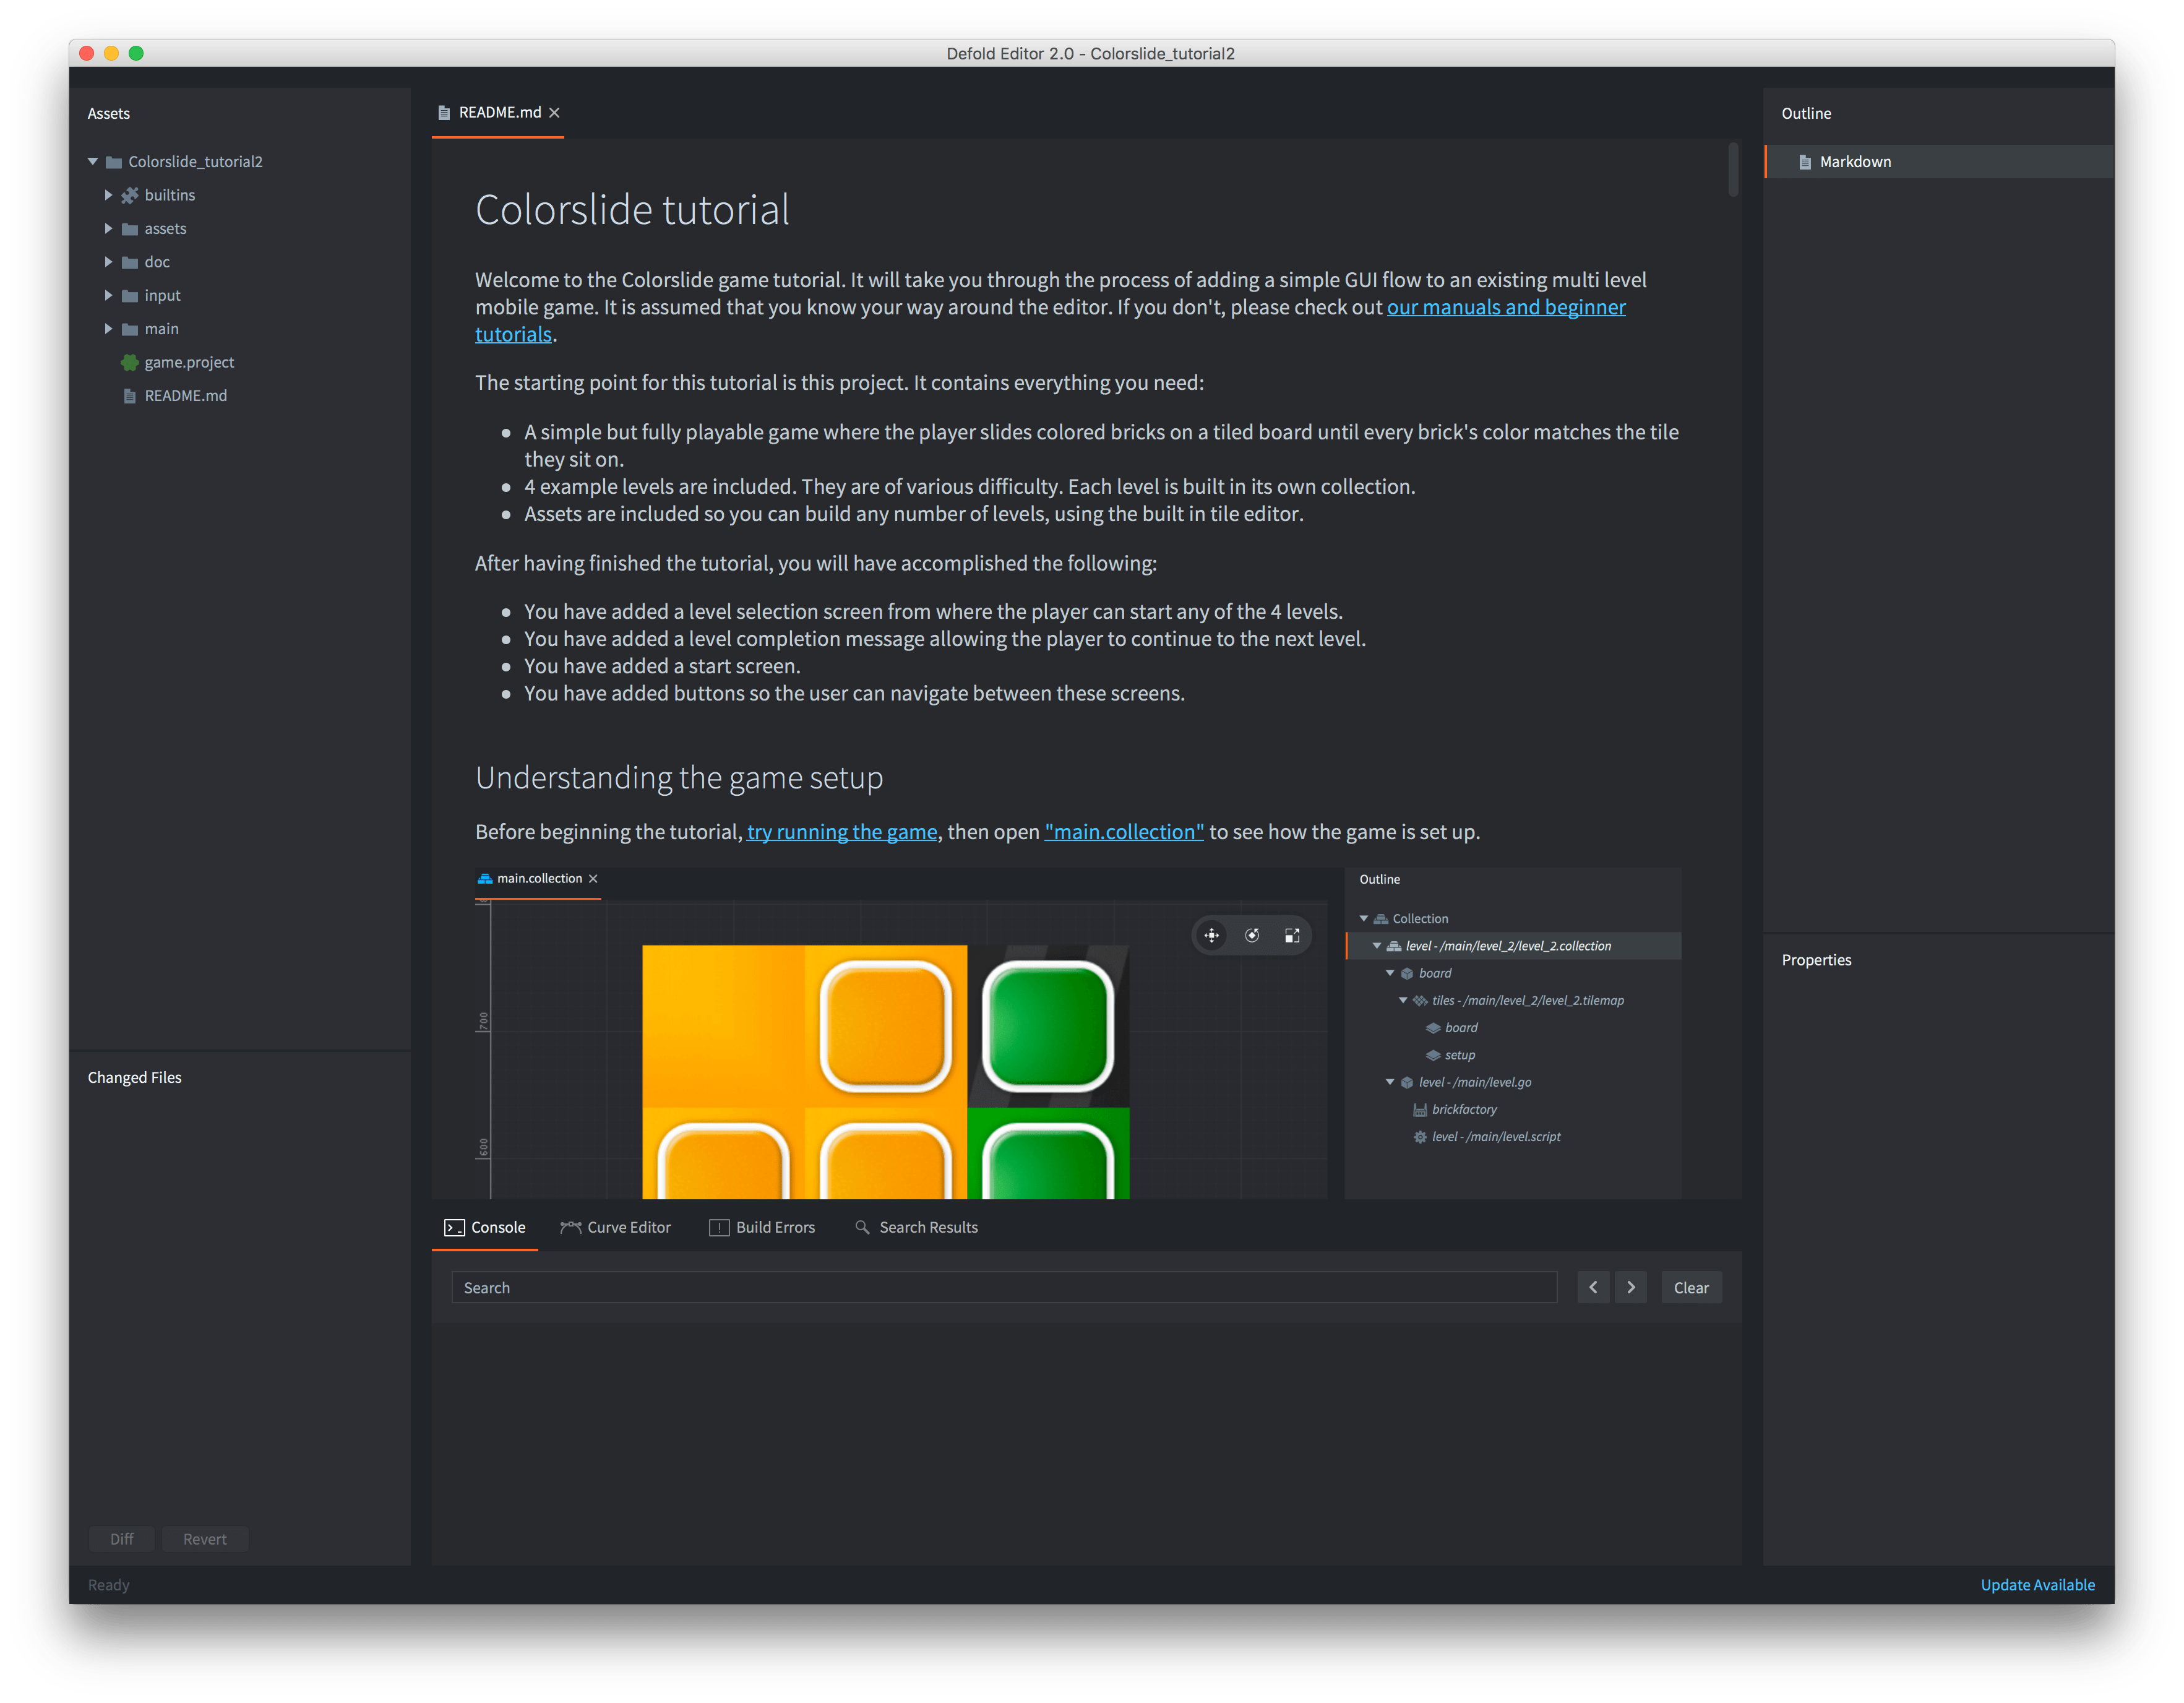 Defold Editor 2.0 - Colorslide_tutorial2
Assets
Colorslide_tutorial2
builtins
assets
doc
input
main
game.project
README.md
Changed Files
Diff
Revert
Ready
README.md
Colorslide tutorial
Welcome to the Colorslide game tutorial. It will take you through the process of adding a simple GUI flow to an existing multi level
mobile game. It is assumed that you know your way around the editor. If you don't, please check out our manuals and beginner
tutorials.
The starting point for this tutorial is this project. It contains everything you need:
A simple but fully playable game where the player slides colored bricks on a tiled board until every brick's color matches the tile
they sit on.
4 example levels are included. They are of various difficulty. Each level is built in its own collection.
Assets are included so you can build any number of levels, using the built in tile editor.
After having finished the tutorial, you will have accomplished the following:
You have added a level selection screen from where the player can start any of the 4 levels.
You have added a level completion message allowing the player to continue to the next level.
You have added a start screen.
You have added buttons so the user can navigate between these screens.
Understanding the game setup
Before beginning the tutorial, try running the game, then open "main.collection" to see how the game is set up.
main.collection
700
600
Outline
Collection
level - /main/level_2/level_2.collection
board
tiles - /main/level_2/level_2.tilemap
board
setup
level - /main/level.go
brickfactory
level - /main/level.script
Console
Curve Editor
Build Errors
Search Results
Search
Clear
Outline
Markdown
Properties
Update Available